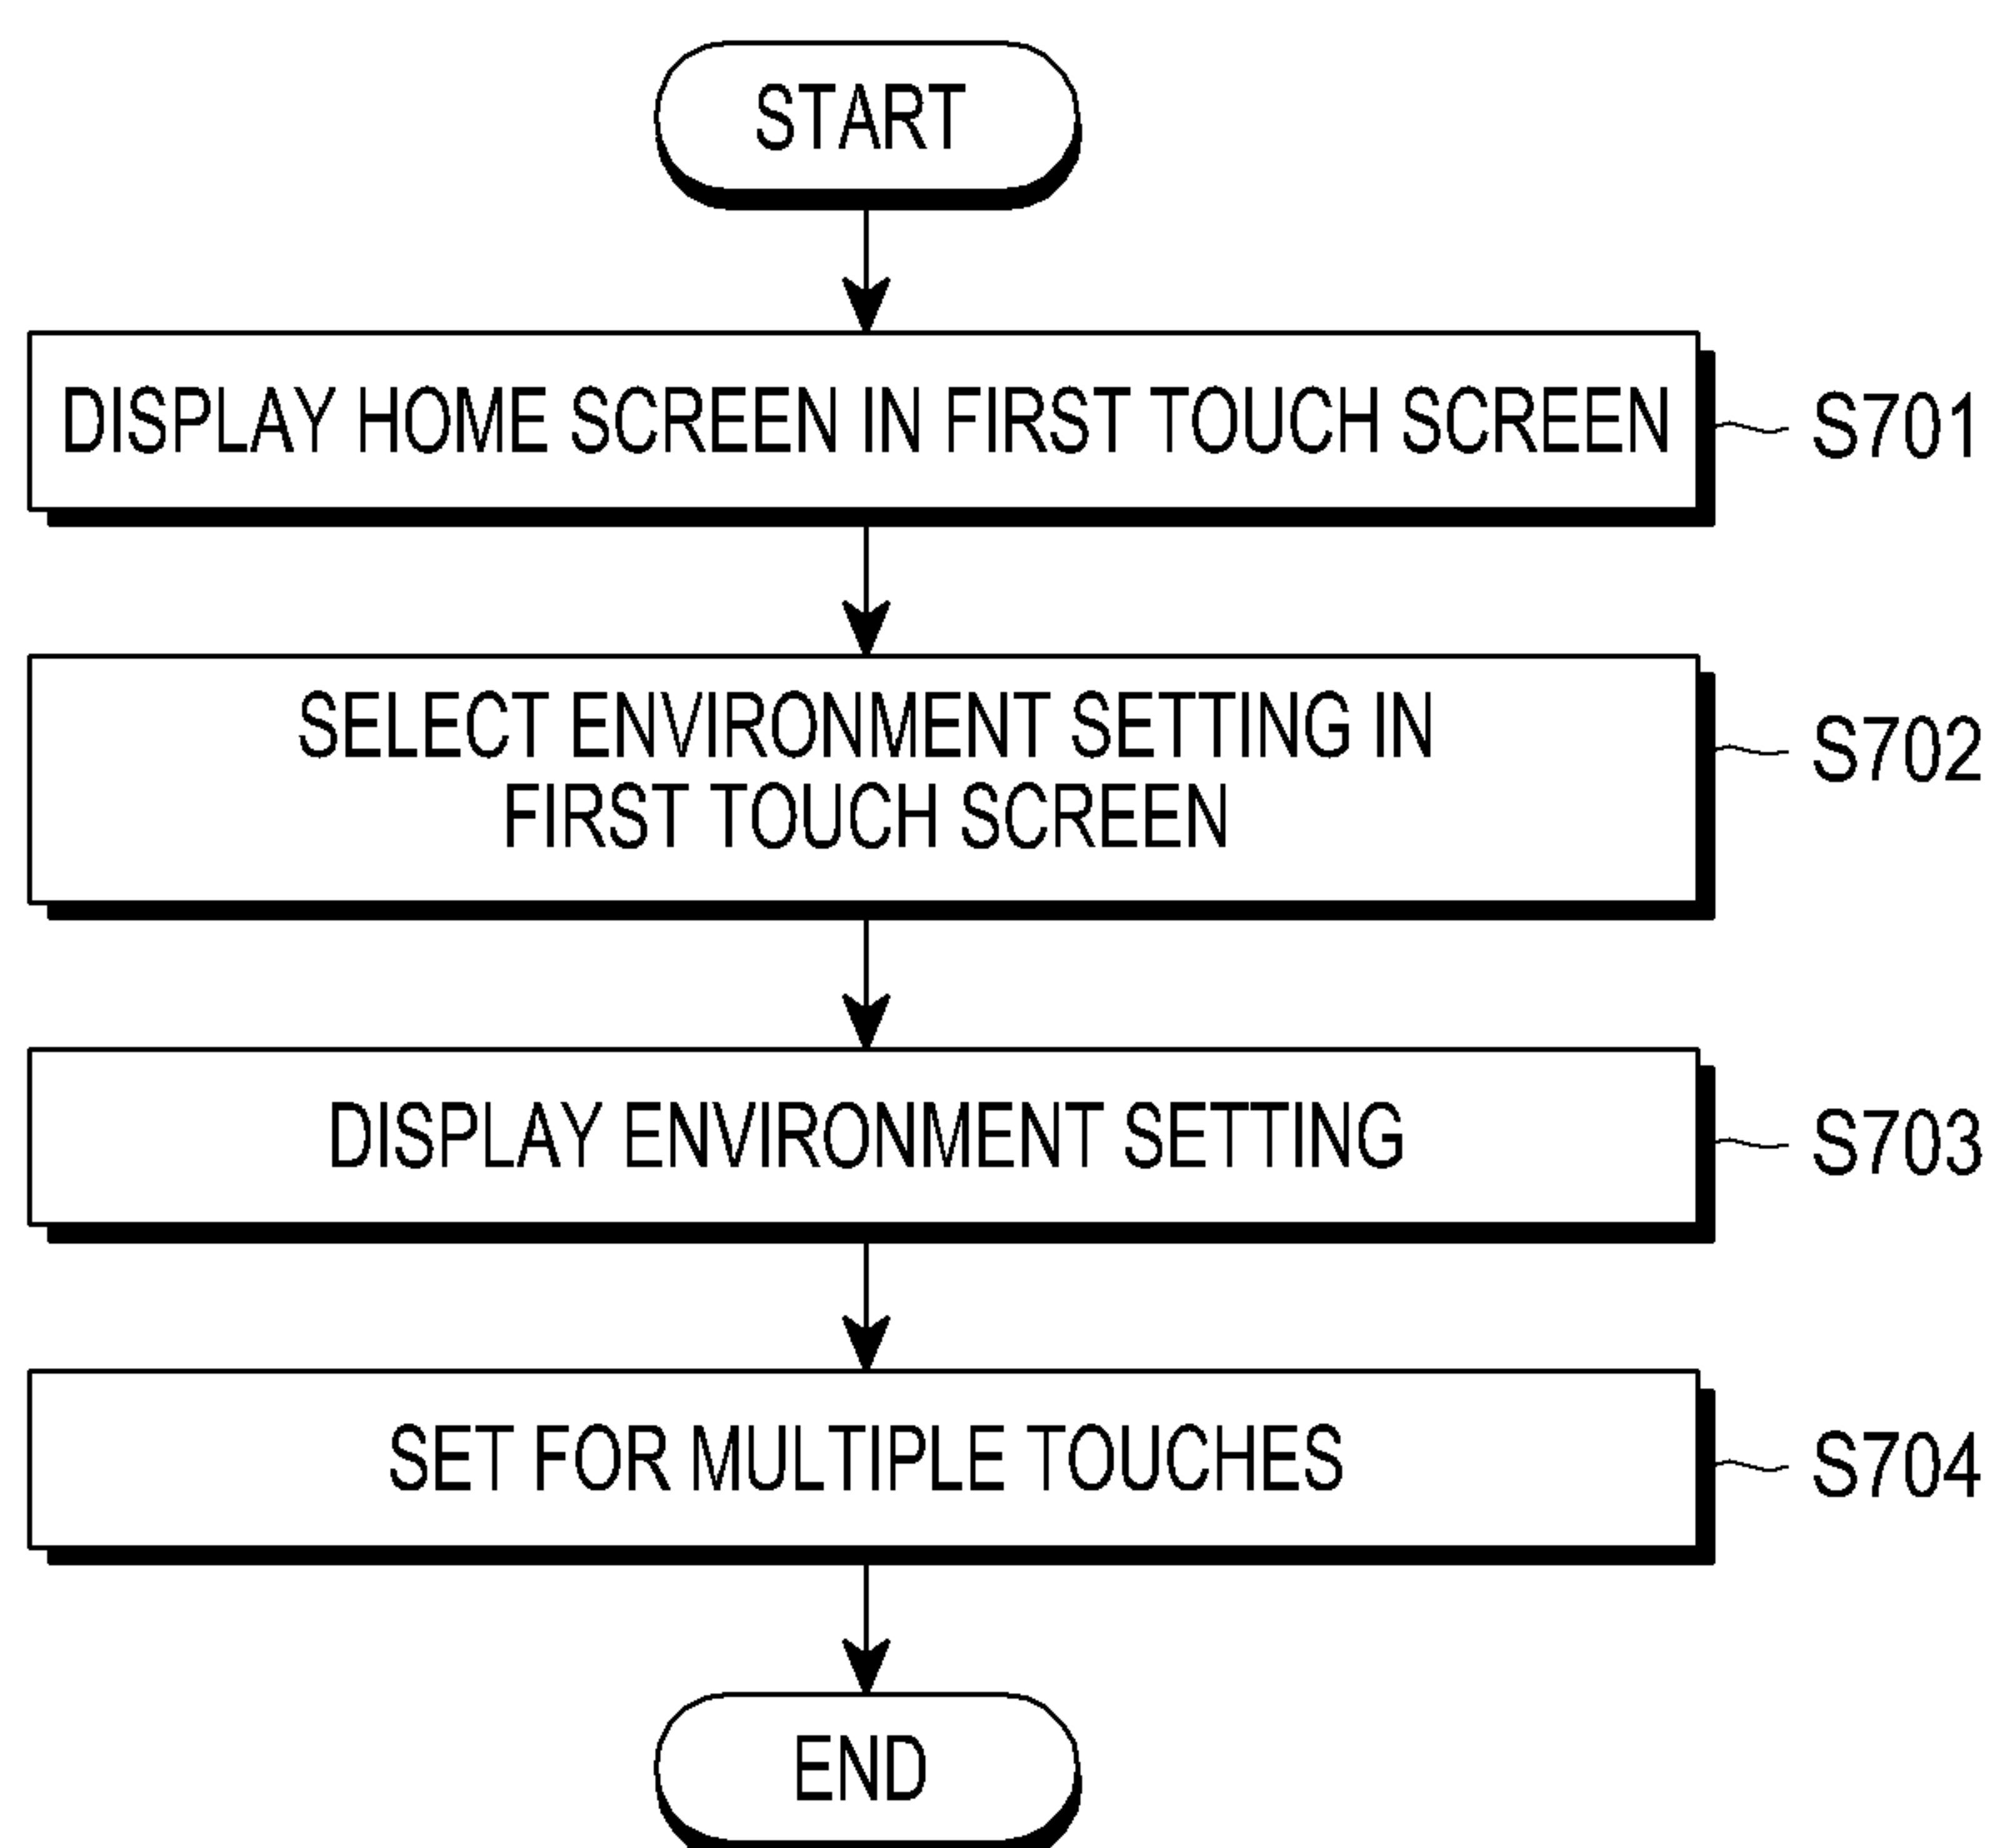 START
DISPLAY HOME SCREEN IN FIRST TOUCH SCREEN
S701
SELECT ENVIRONMENT SETTING IN
FIRST TOUCH SCREEN
S702
DISPLAY ENVIRONMENT SETTING
S703
SET FOR MULTIPLE TOUCHES
S704
END